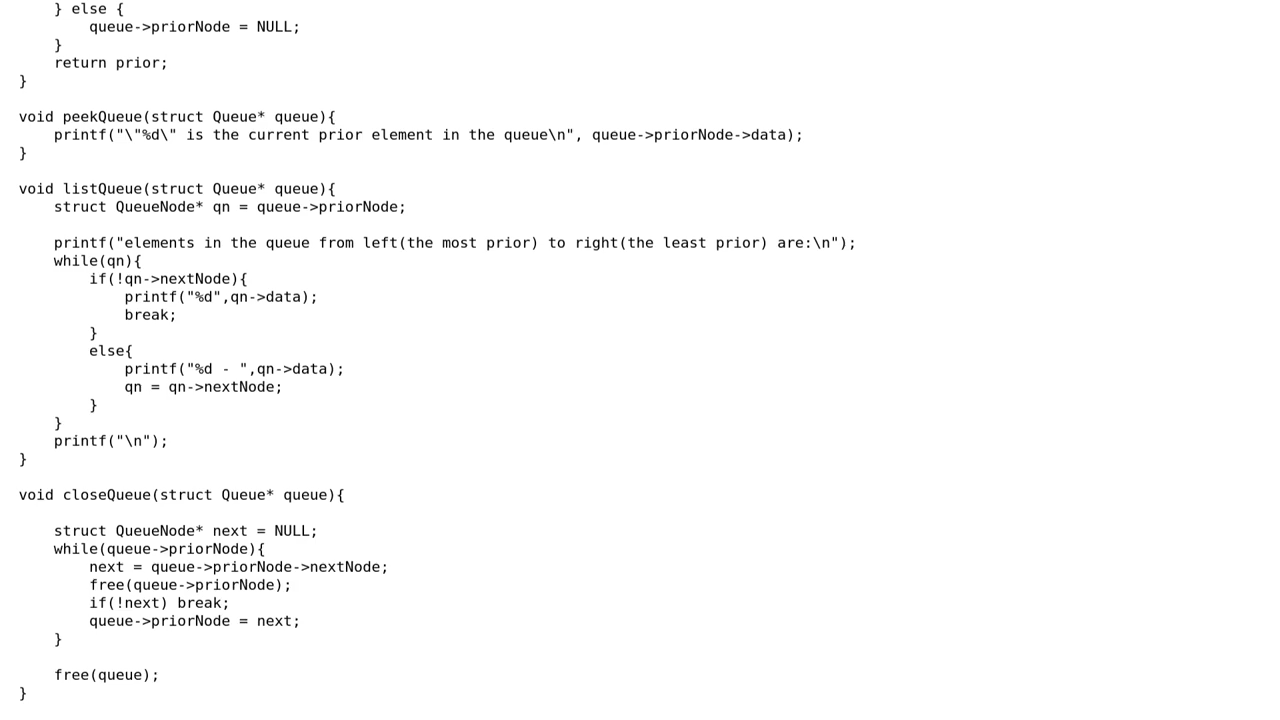 } else {
        queue->priorNode = NULL;
    }
    return prior;
}

void peekQueue(struct Queue* queue){
    printf("\"%d\" is the current prior element in the queue\n", queue->priorNode->data);
}

void listQueue(struct Queue* queue){
    struct QueueNode* qn = queue->priorNode;

    printf("elements in the queue from left(the most prior) to right(the least prior) are:\n");
    while(qn){
        if(!qn->nextNode){
            printf("%d",qn->data);
            break;
        }
        else{
            printf("%d - ",qn->data);
            qn = qn->nextNode;
        }
    }
    printf("\n");
}

void closeQueue(struct Queue* queue){

    struct QueueNode* next = NULL;
    while(queue->priorNode){
        next = queue->priorNode->nextNode;
        free(queue->priorNode);
        if(!next) break;
        queue->priorNode = next;
    }

    free(queue);
}